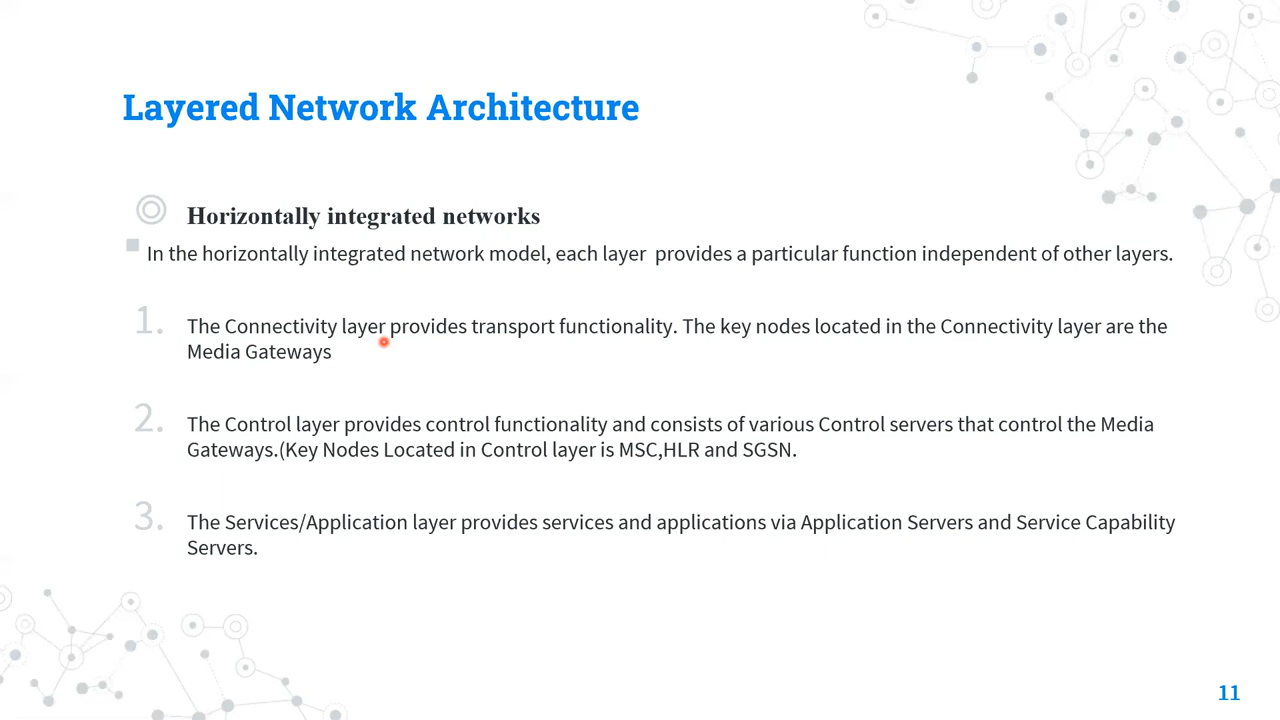 Layered Network Architecture
Horizontally integrated networks
In the horizontally integrated network model, each layer  provides a particular function independent of other layers.
1. The Connectivity layer provides transport functionality. The key nodes located in the Connectivity layer are the
Media Gateways
2. The Control layer provides control functionality and consists of various Control servers that control the Media
Gateways.(Key Nodes Located in Control layer is MSC,HLR and SGSN.
3. The Services/Application layer provides services and applications via Application Servers and Service Capability
Servers.
11